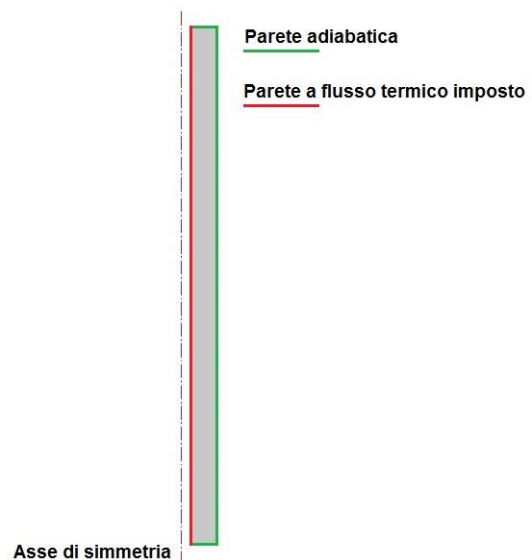 Parete adiabatica
Parete a flusso termico imposto
Asse di simmetria